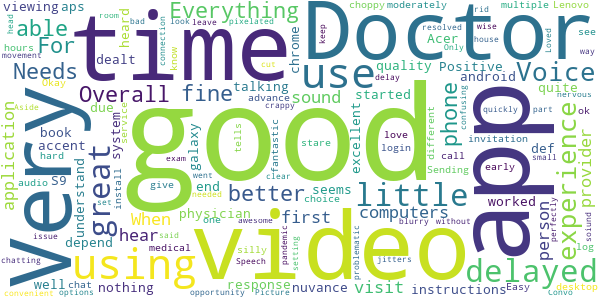 good
time
Doctor
very
app
video
use
using
great
little
delayed
experience
Voice
Everything
Overall
fine
able
For
Needs
better
phone
computers
When
hear
first
sound
application
provider
visit
instructions
person
nuvance
nothing
physician
worked
excellent
quality
Positive
android
quite
system
accent
galaxy
S9
book
due
Acer
chrome
talking
started
heard
dealt
viewing
aps
hours
room
head
movement
bad
look
leave
pixelated
connection
know
cut
choppy
moderately
rid
wise
house
keep
multiple
Loved
Lenovo
resolved
Only
see
way
Okay
service
advance
crappy
delay
login
love
different
confusing
quickly
part
nervous
ok
invitation
def
small
call
early
Sending
clear
fantastic
tells
stare
exam
give
went
needed
choice
end
seems
one
said
awesome
medical
Speech
pandemic
setting
silly
blurry
without
problematic
jitters
perfectly
log
soiund
Easy
desktop
Convo
response
opportunity
Picture
well
chat
options
convenient
chatting
issue
Aside
audio
hard
understand
set
install
depend